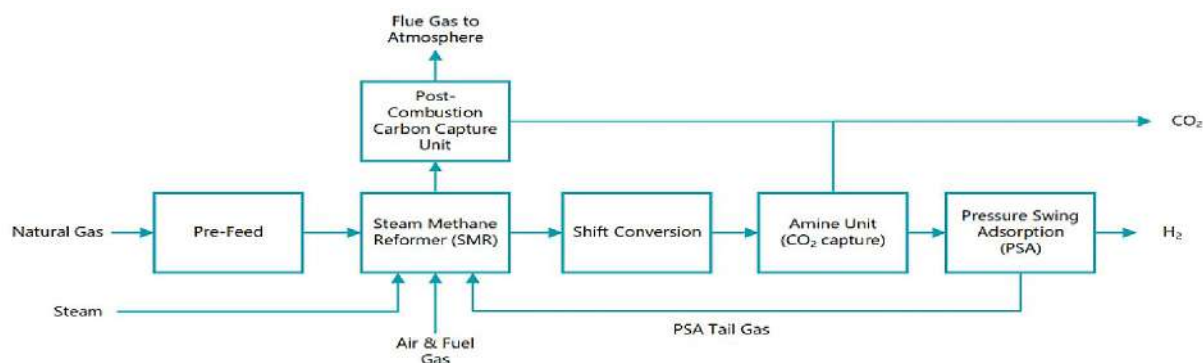 Flue Gas to
Atmosphere
Post-
Combustion
Carbon Capture
Unit
CO₂
Natural Gas
Pre-Feed
Steam Methane
Reformer (SMR)
Shift Conversion
Amine Unit
(CO₂ capture)
Pressure Swing
Adsorption
(PSA)
H₂
Steam
Air & Fuel
Gas
PSA Tail Gas